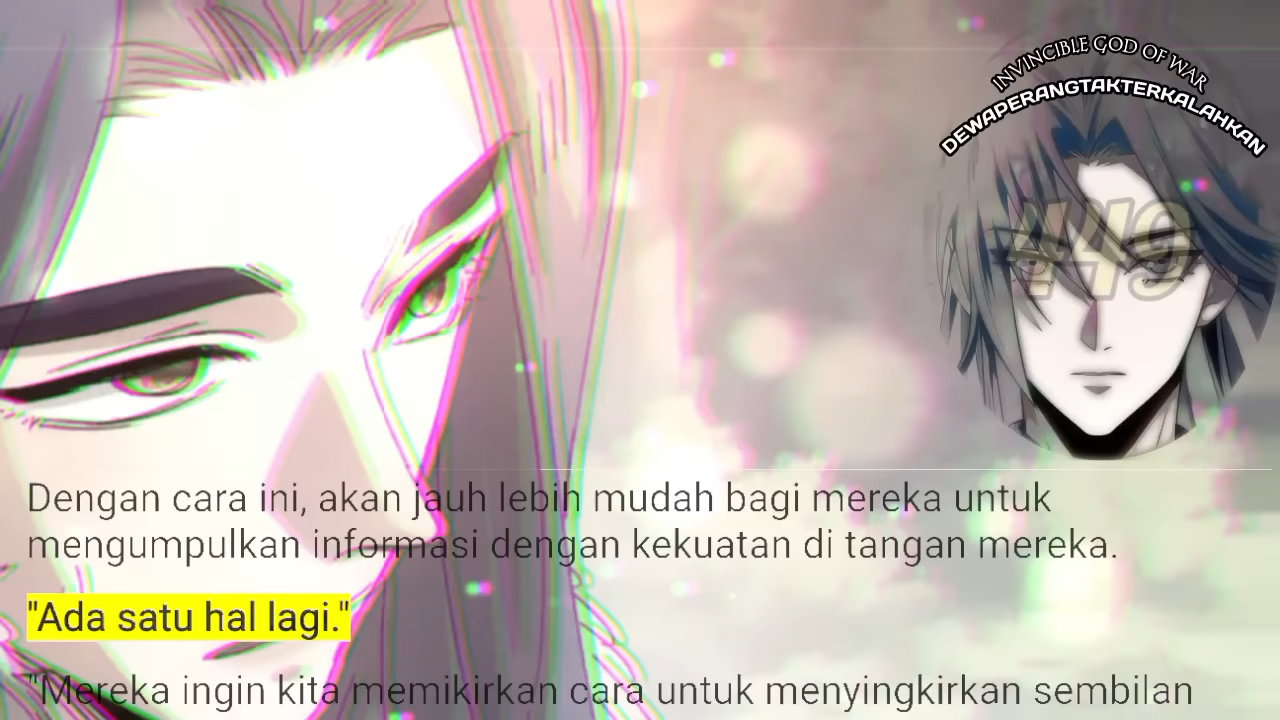 INVINCIBLE GOD OF WAR
DEWAPERANGTAKTERKALAHKAN
449
Dengan cara ini, akan jauh lebih mudah bagi mereka untuk
mengumpulkan informasi dengan kekuatan di tangan mereka.
"Ada satu hal lagi."
"Mereka ingin kita memikirkan cara untuk menyingkirkan sembilan